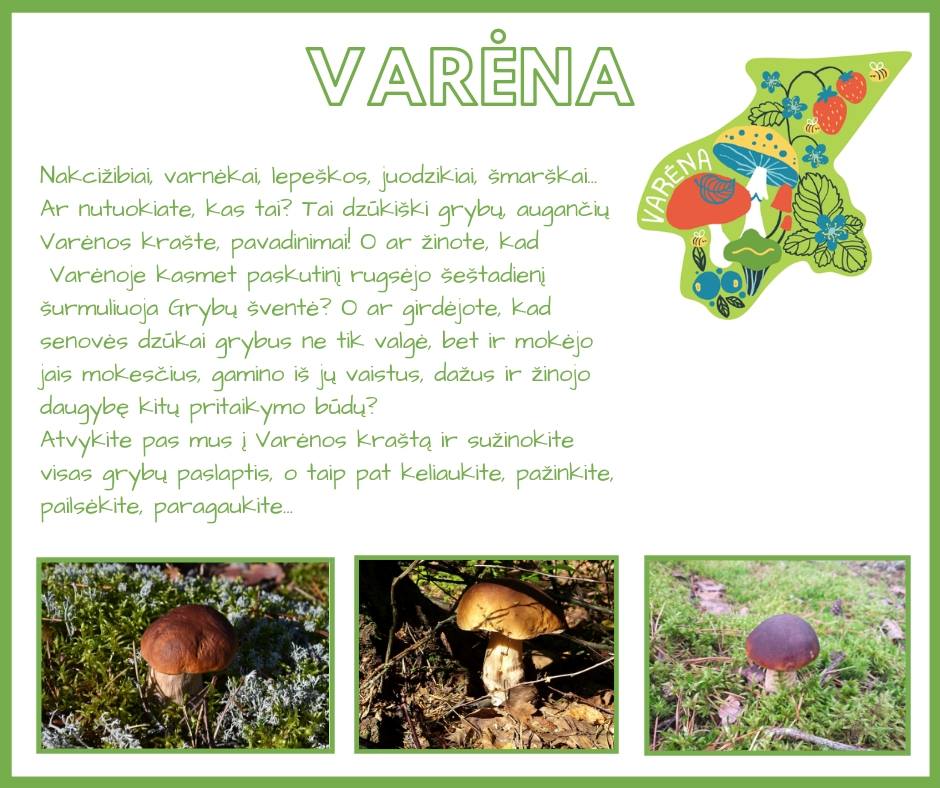 VARĖNA
VARĖNA
Nakcižibiai, varnėkai, lepeškos, juodzikiai, šmarškai...
Ar nutuokiate, kas tai? Tai dzūkiški grybų, augančių
Varėnos krašte, pavadinimai! O ar žinote, kad
Varėnoje kasmet paskutinį rugsėjo šeštadienį
šurmuliuoja Grybų šventė? O ar girdėjote, kad
senovės dzūkai grybus ne tik valgė, bet ir mokėjo
jais mokesčius, gamino iš jų vaistus, dažus ir žinojo
daugybę kitų pritaikymo būdų?
Atvykite pas mus į Varėnos kraštą ir sužinokite
visas grybų paslaptis, o taip pat keliaukite, pažinkite,
pailsėkite, paragaukite...